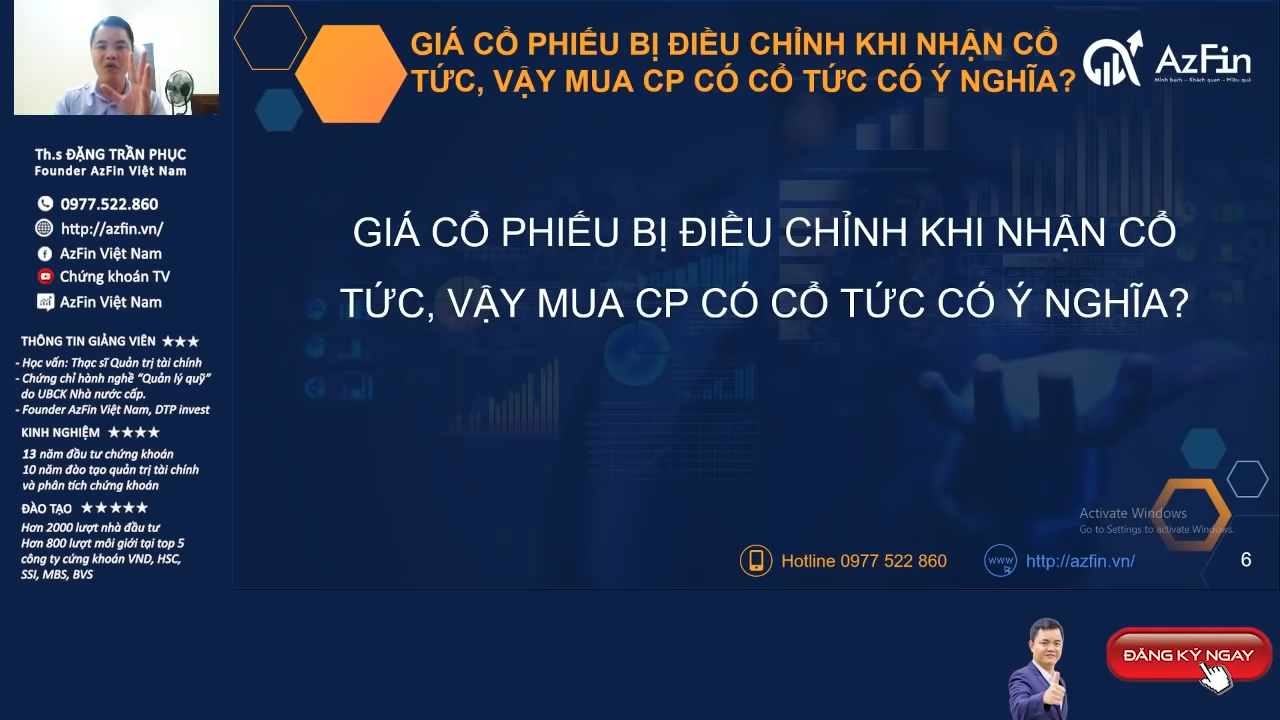 Th.s ĐẶNG TRẦN PHỤC
Founder AzFin Việt Nam
0977.522.860
http://azfin.vn/
AzFin Việt Nam
Chứng khoán TV
AzFin Việt Nam
THÔNG TIN GIẢNG VIÊN ★★★
- Học vấn: Thạc sĩ Quản trị tài chính
- Chứng chỉ hành nghề “Quản lý quỹ”
do UBCK Nhà nước cấp.
- Founder AzFin Việt Nam, DTP invest
KINH NGHIỆM ★★★★
13 năm đầu tư chứng khoán
10 năm đào tạo quản trị tài chính
và phân tích chứng khoán
ĐÀO TẠO ★★★★★
Hơn 2000 lượt nhà đầu tư
Hơn 800 lượt môi giới tại top 5
công ty cứng khoán VND, HSC,
SSI, MBS, BVS
GIÁ CỔ PHIẾU BỊ ĐIỀU CHỈNH KHI NHẬN CỔ
TỨC, VẬY MUA CP CÓ CỔ TỨC CÓ Ý NGHĨA?
AzFin
Minh bạch – Khách quan – Hiệu quả
GIÁ CỔ PHIẾU BỊ ĐIỀU CHỈNH KHI NHẬN CỔ
TỨC, VẬY MUA CP CÓ CỔ TỨC CÓ Ý NGHĨA?
Activate Windows
Go to Settings to activate Windows.
Hotline 0977 522 860
www
http://azfin.vn/
6
ĐĂNG KÝ NGAY